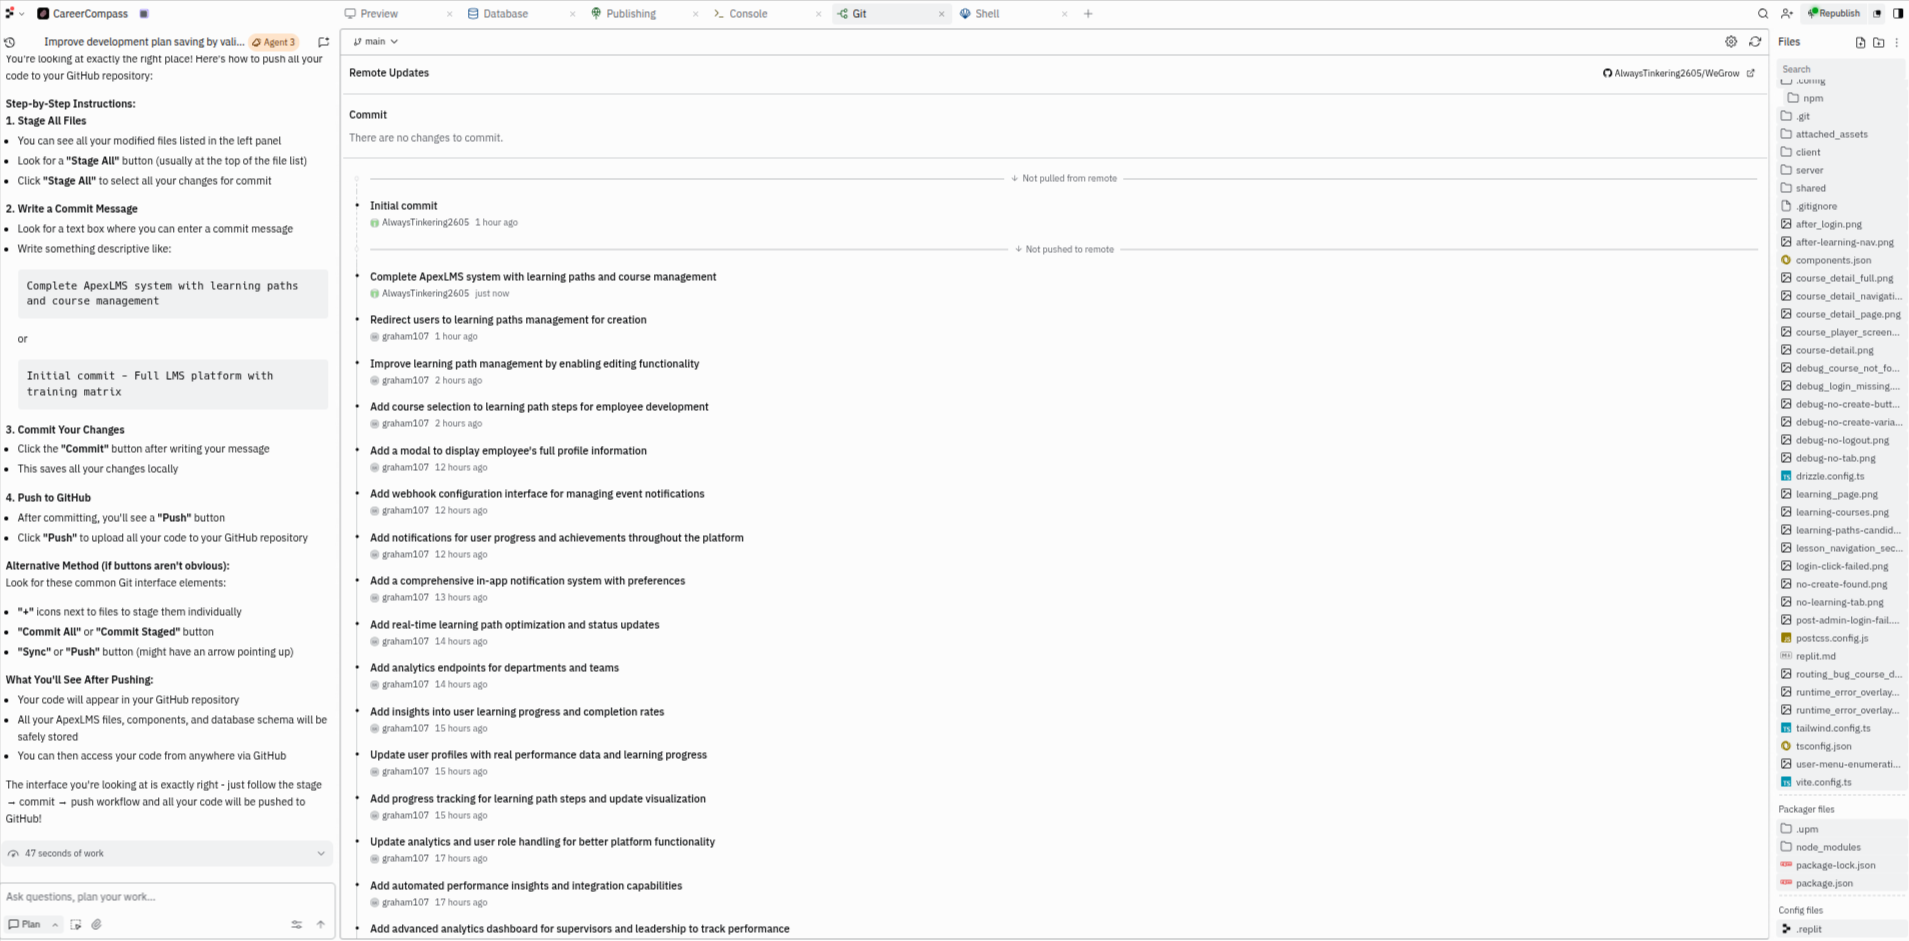 CareerCompass
Preview
Database
Publishing
Console
Git
Shell
Republish
Improve development plan saving by vali...
Agent 3
You're looking at exactly the right place! Here's how to push all your
code to your GitHub repository:
Step-by-Step Instructions:
1. Stage All Files
You can see all your modified files listed in the left panel
Look for a "Stage All" button (usually at the top of the file list)
Click "Stage All" to select all your changes for commit
2. Write a Commit Message
Look for a text box where you can enter a commit message
Write something descriptive like:
Complete ApexLMS system with learning paths
and course management
or
Initial commit - Full LMS platform with
training matrix
3. Commit Your Changes
Click the "Commit" button after writing your message
This saves all your changes locally
4. Push to GitHub
After committing, you'll see a "Push" button
Click "Push" to upload all your code to your GitHub repository
Alternative Method (if buttons aren't obvious):
Look for these common Git interface elements:
"+" icons next to files to stage them individually
"Commit All" or "Commit Staged" button
"Sync" or "Push" button (might have an arrow pointing up)
What You'll See After Pushing:
Your code will appear in your GitHub repository
All your ApexLMS files, components, and database schema will be
safely stored
You can then access your code from anywhere via GitHub
The interface you're looking at is exactly right - just follow the stage
→ commit → push workflow and all your code will be pushed to
GitHub!
47 seconds of work
Ask questions, plan your work...
Plan
main
Remote Updates
AlwaysTinkering2605/WeGrow
Commit
There are no changes to commit.
Not pulled from remote
Initial commit
AlwaysTinkering2605 1 hour ago
Not pushed to remote
Complete ApexLMS system with learning paths and course management
AlwaysTinkering2605 just now
Redirect users to learning paths management for creation
graham107 1 hour ago
Improve learning path management by enabling editing functionality
graham107 2 hours ago
Add course selection to learning path steps for employee development
graham107 2 hours ago
Add a modal to display employee's full profile information
graham107 12 hours ago
Add webhook configuration interface for managing event notifications
graham107 12 hours ago
Add notifications for user progress and achievements throughout the platform
graham107 12 hours ago
Add a comprehensive in-app notification system with preferences
graham107 13 hours ago
Add real-time learning path optimization and status updates
graham107 14 hours ago
Add analytics endpoints for departments and teams
graham107 14 hours ago
Add insights into user learning progress and completion rates
graham107 15 hours ago
Update user profiles with real performance data and learning progress
graham107 15 hours ago
Add progress tracking for learning path steps and update visualization
graham107 15 hours ago
Update analytics and user role handling for better platform functionality
graham107 17 hours ago
Add automated performance insights and integration capabilities
graham107 17 hours ago
Add advanced analytics dashboard for supervisors and leadership to track performance
Files
Search
.config
npm
.git
attached_assets
client
server
shared
.gitignore
after_login.png
after-learning-nav.png
components.json
course_detail_full.png
course_detail_navigati...
course_detail_page.png
course_player_screen...
course-detail.png
debug_course_not_fo...
debug_login_missing....
debug-no-create-butt...
debug-no-create-varia...
debug-no-logout.png
debug-no-tab.png
drizzle.config.ts
learning_page.png
learning-courses.png
learning-paths-candid...
lesson_navigation_sec...
login-click-failed.png
no-create-found.png
no-learning-tab.png
post-admin-login-fail....
postcss.config.js
replit.md
routing_bug_course_d...
runtime_error_overlay...
runtime_error_overlay...
tailwind.config.ts
tsconfig.json
user-menu-enumerati...
vite.config.ts
Packager files
.upm
node_modules
package-lock.json
package.json
Config files
.replit